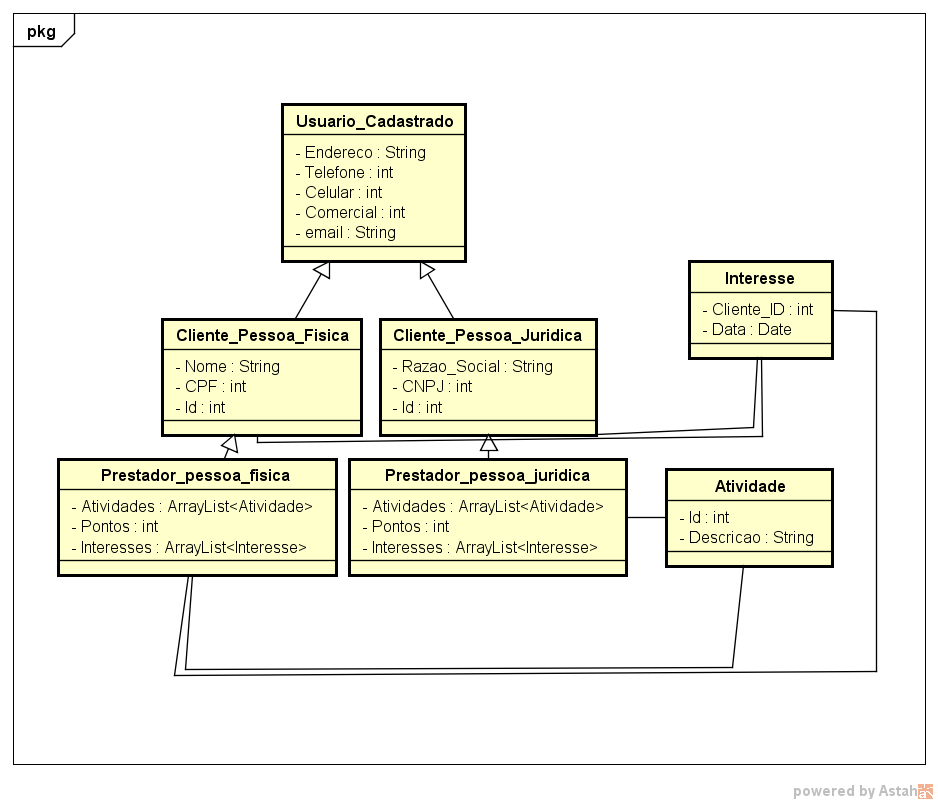 pkg
Usuario_Cadastrado
- Endereco : String
- Telefone : int
- Celular : int
- Comercial : int
- email : String
Interesse
- Cliente_ID : int
- Data : Date
Cliente_Pessoa_Fisica
- Nome : String
- CPF : int
- Id : int
Cliente_Pessoa_Juridica
- Razao_Social : String
- CNPJ : int
- Id : int
Prestador_pessoa_fisica
- Atividades : ArrayList<Atividade>
- Pontos : int
- Interesses : ArrayList<Interesse>
Prestador_pessoa_juridica
- Atividades : ArrayList<Atividade>
- Pontos : int
- Interesses : ArrayList<Interesse>
Atividade
- Id : int
- Descricao : String
powered by Astah